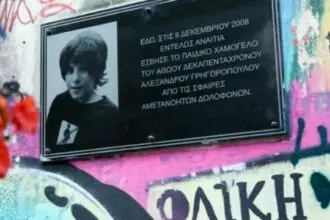 ΕΔΩ, ΣΤΙΣ 6 ΔΕΚΕΜΒΡΙΟΥ 2008
ΕΝΤΕΛΩΣ ΑΝΑΙΤΙΑ
ΕΣΒΗΣΕ ΤΟ ΠΑΙΔΙΚΟ ΧΑΜΟΓΕΛΟ
ΤΟΥ ΑΘΩΟΥ ΔΕΚΑΠΕΝΤΑΧΡΟΝΟΥ
ΑΛΕΞΑΝΔΡΟΥ ΓΡΗΓΟΡΟΠΟΥΛΟΥ
ΑΠΟ ΤΙΣ ΣΦΑΙΡΕΣ
ΑΜΕΤΑΝΟΗΤΩΝ ΔΟΛΟΦΟΝΩΝ.
ΟΛΙΚΗ